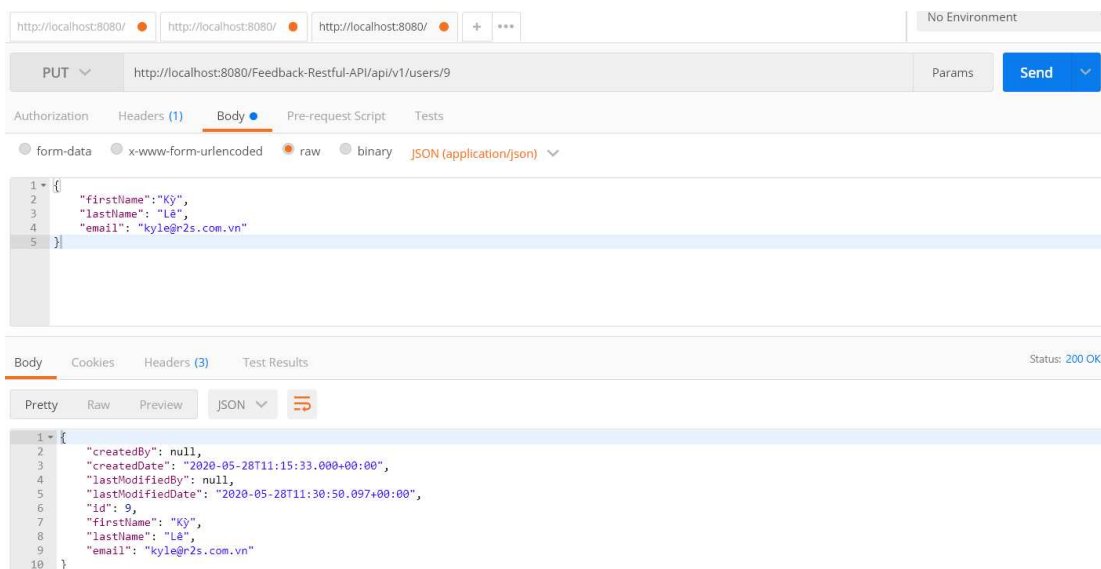 No Environment
http://localhost:8080/ http://localhost:8080/ http://localhost:8080/ + •••
PUT http://localhost:8080/Feedback-Restful-API/api/v1/users/9 Params Send
Authorization Headers (1) Body Pre-request Script Tests
form-data x-www-form-urlencoded raw binary JSON (application/json)
1 {
2 "firstName":"Kỳ",
3 "lastName": "Lê",
4 "email": "kyle@r2s.com.vn"
5 }
Body Cookies Headers (3) Test Results Status: 200 OK
Pretty Raw Preview JSON
1 {
2 "createdBy": null,
3 "createdDate": "2020-05-28T11:15:33.000+00:00",
4 "lastModifiedBy": null,
5 "lastModifiedDate": "2020-05-28T11:30:50.097+00:00",
6 "id": 9,
7 "firstName": "Kỳ",
8 "lastName": "Lê",
9 "email": "kyle@r2s.com.vn"
10 }